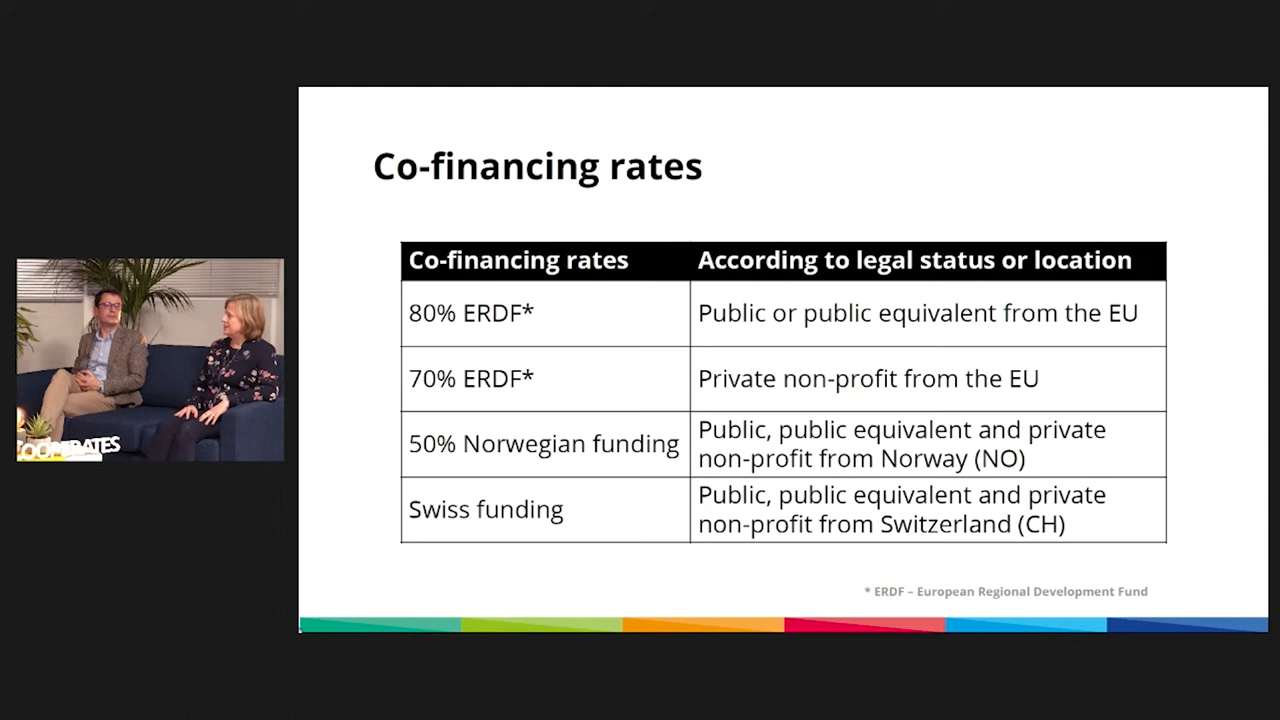 Co-financing rates
Co-financing rates
According to legal status or location
80% ERDF*
Public or public equivalent from the EU
70% ERDF*
Private non-profit from the EU
50% Norwegian funding
Public, public equivalent and private
non-profit from Norway (NO)
Swiss funding
Public, public equivalent and private
non-profit from Switzerland (CH)
* ERDF – European Regional Development Fund
COOPERATES